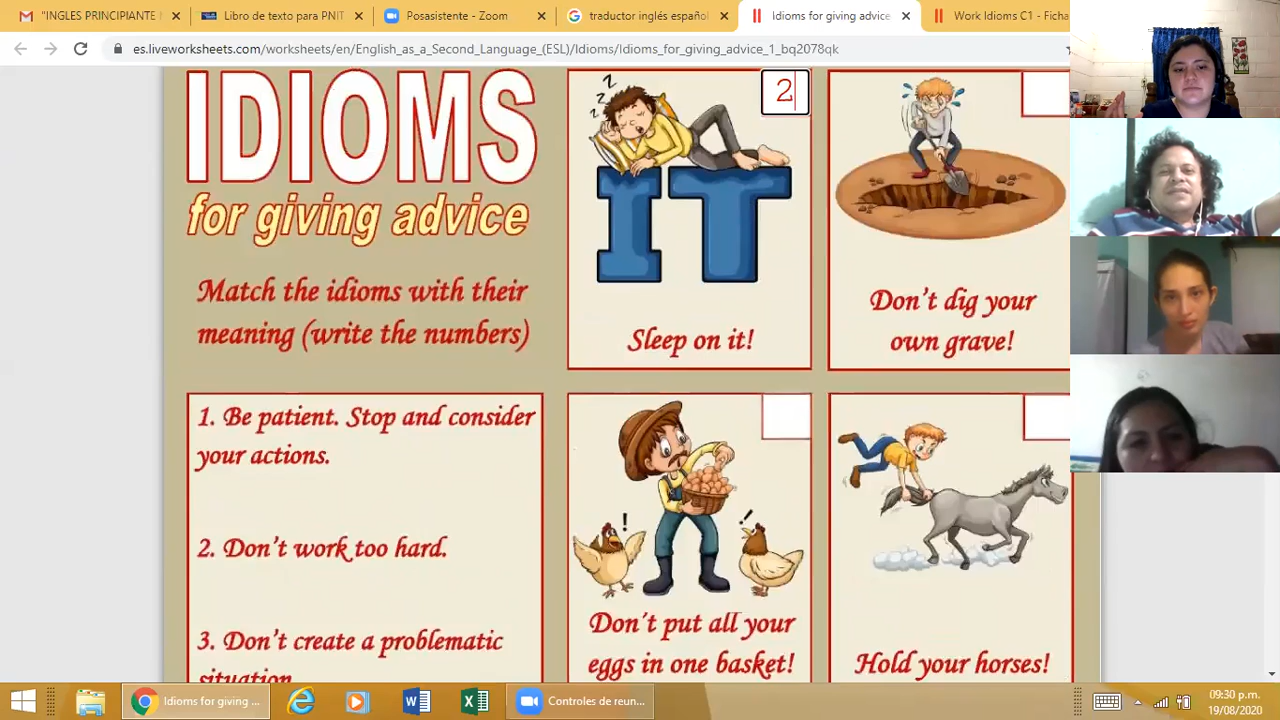 "INGLES PRINCIPIANTE
Libro de texto para PNIT
Posasistente - Zoom
traductor inglés español
Idioms for giving advice
Work Idioms C1 - Ficha
es.liveworksheets.com/worksheets/en/English_as_a_Second_Language_(ESL)/Idioms/Idioms_for_giving_advice_1_bq2078qk
IDIOMS
for giving advice
Match the idioms with their
meaning (write the numbers)
z
z
z
z
2
IT
Sleep on it!
Don't dig your
own grave!
1. Be patient. Stop and consider
your actions.
2. Don't work too hard.
3. Don't create a problematic
situation
! !
Don't put all your
eggs in one basket!
Hold your horses!
Idioms for giving ...
Controles de reun...
09:30 p.m.
19/08/2020